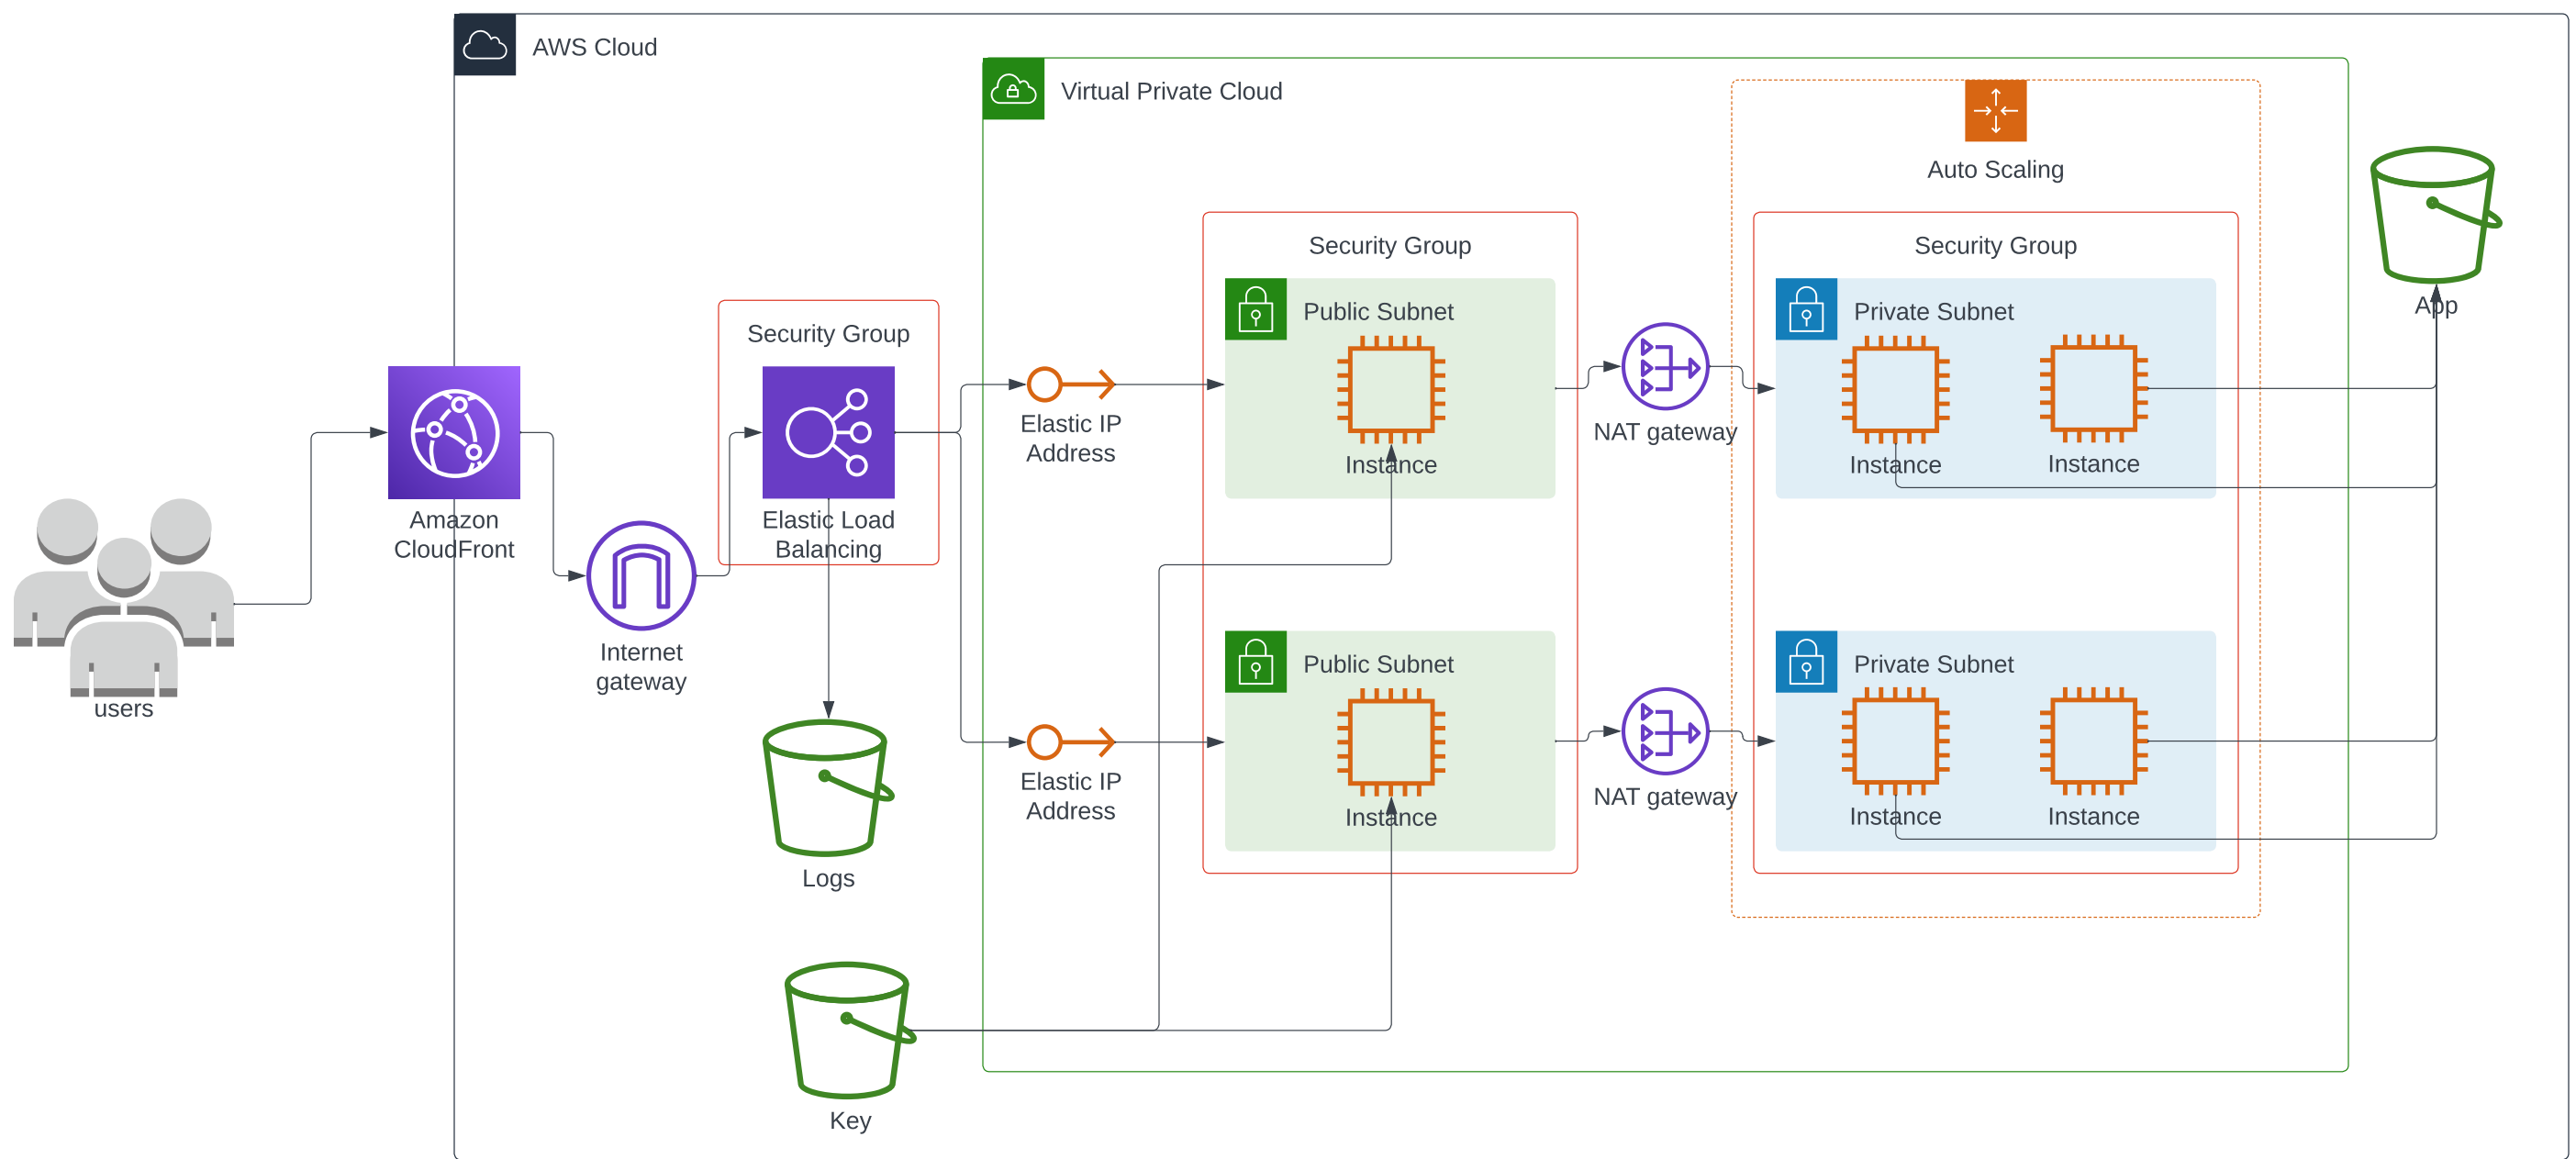 AWS Cloud
Virtual Private Cloud
Auto Scaling
Security Group
Security Group
Security Group
Public Subnet
Private Subnet
App
Elastic IP
Address
NAT gateway
Instance
Instance
Instance
Amazon
CloudFront
Elastic Load
Balancing
Internet
gateway
users
Public Subnet
Private Subnet
Elastic IP
Address
NAT gateway
Instance
Instance
Instance
Logs
Key